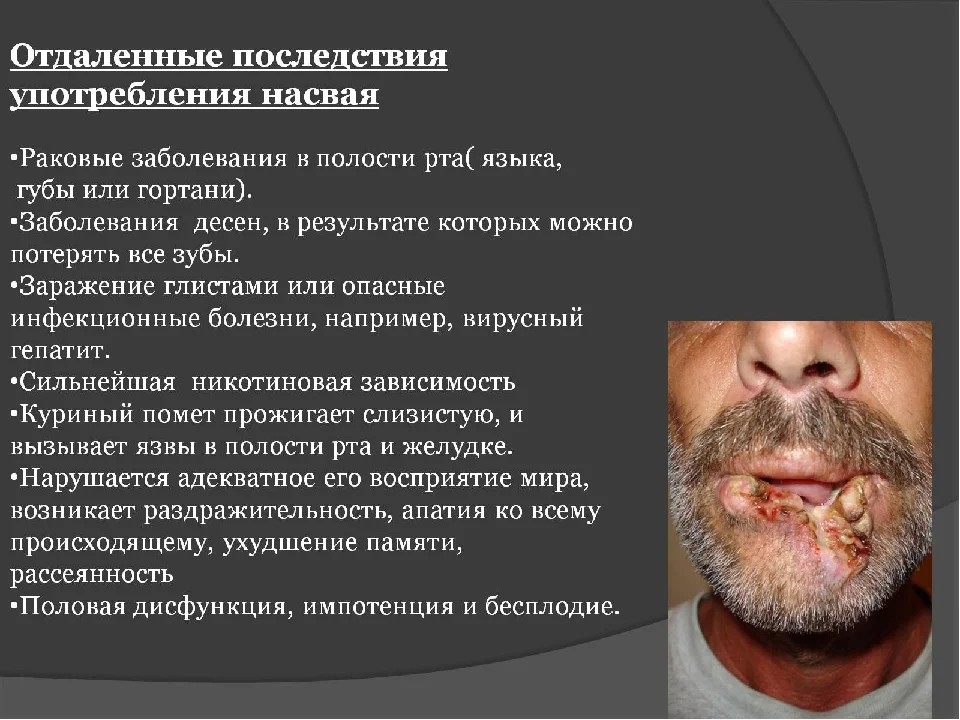 Отдаленные последствия
употребления насвая
•Раковые заболевания в полости рта( языка,
губы или гортани).
•Заболевания десен, в результате которых можно
потерять все зубы.
•Заражение глистами или опасные
инфекционные болезни, например, вирусный
гепатит.
•Сильнейшая никотиновая зависимость
•Куриный помет прожигает слизистую, и
вызывает язвы в полости рта и желудке.
•Нарушается адекватное его восприятие мира,
возникает раздражительность, апатия ко всему
происходящему, ухудшение памяти,
рассеянность
•Половая дисфункция, импотенция и бесплодие.